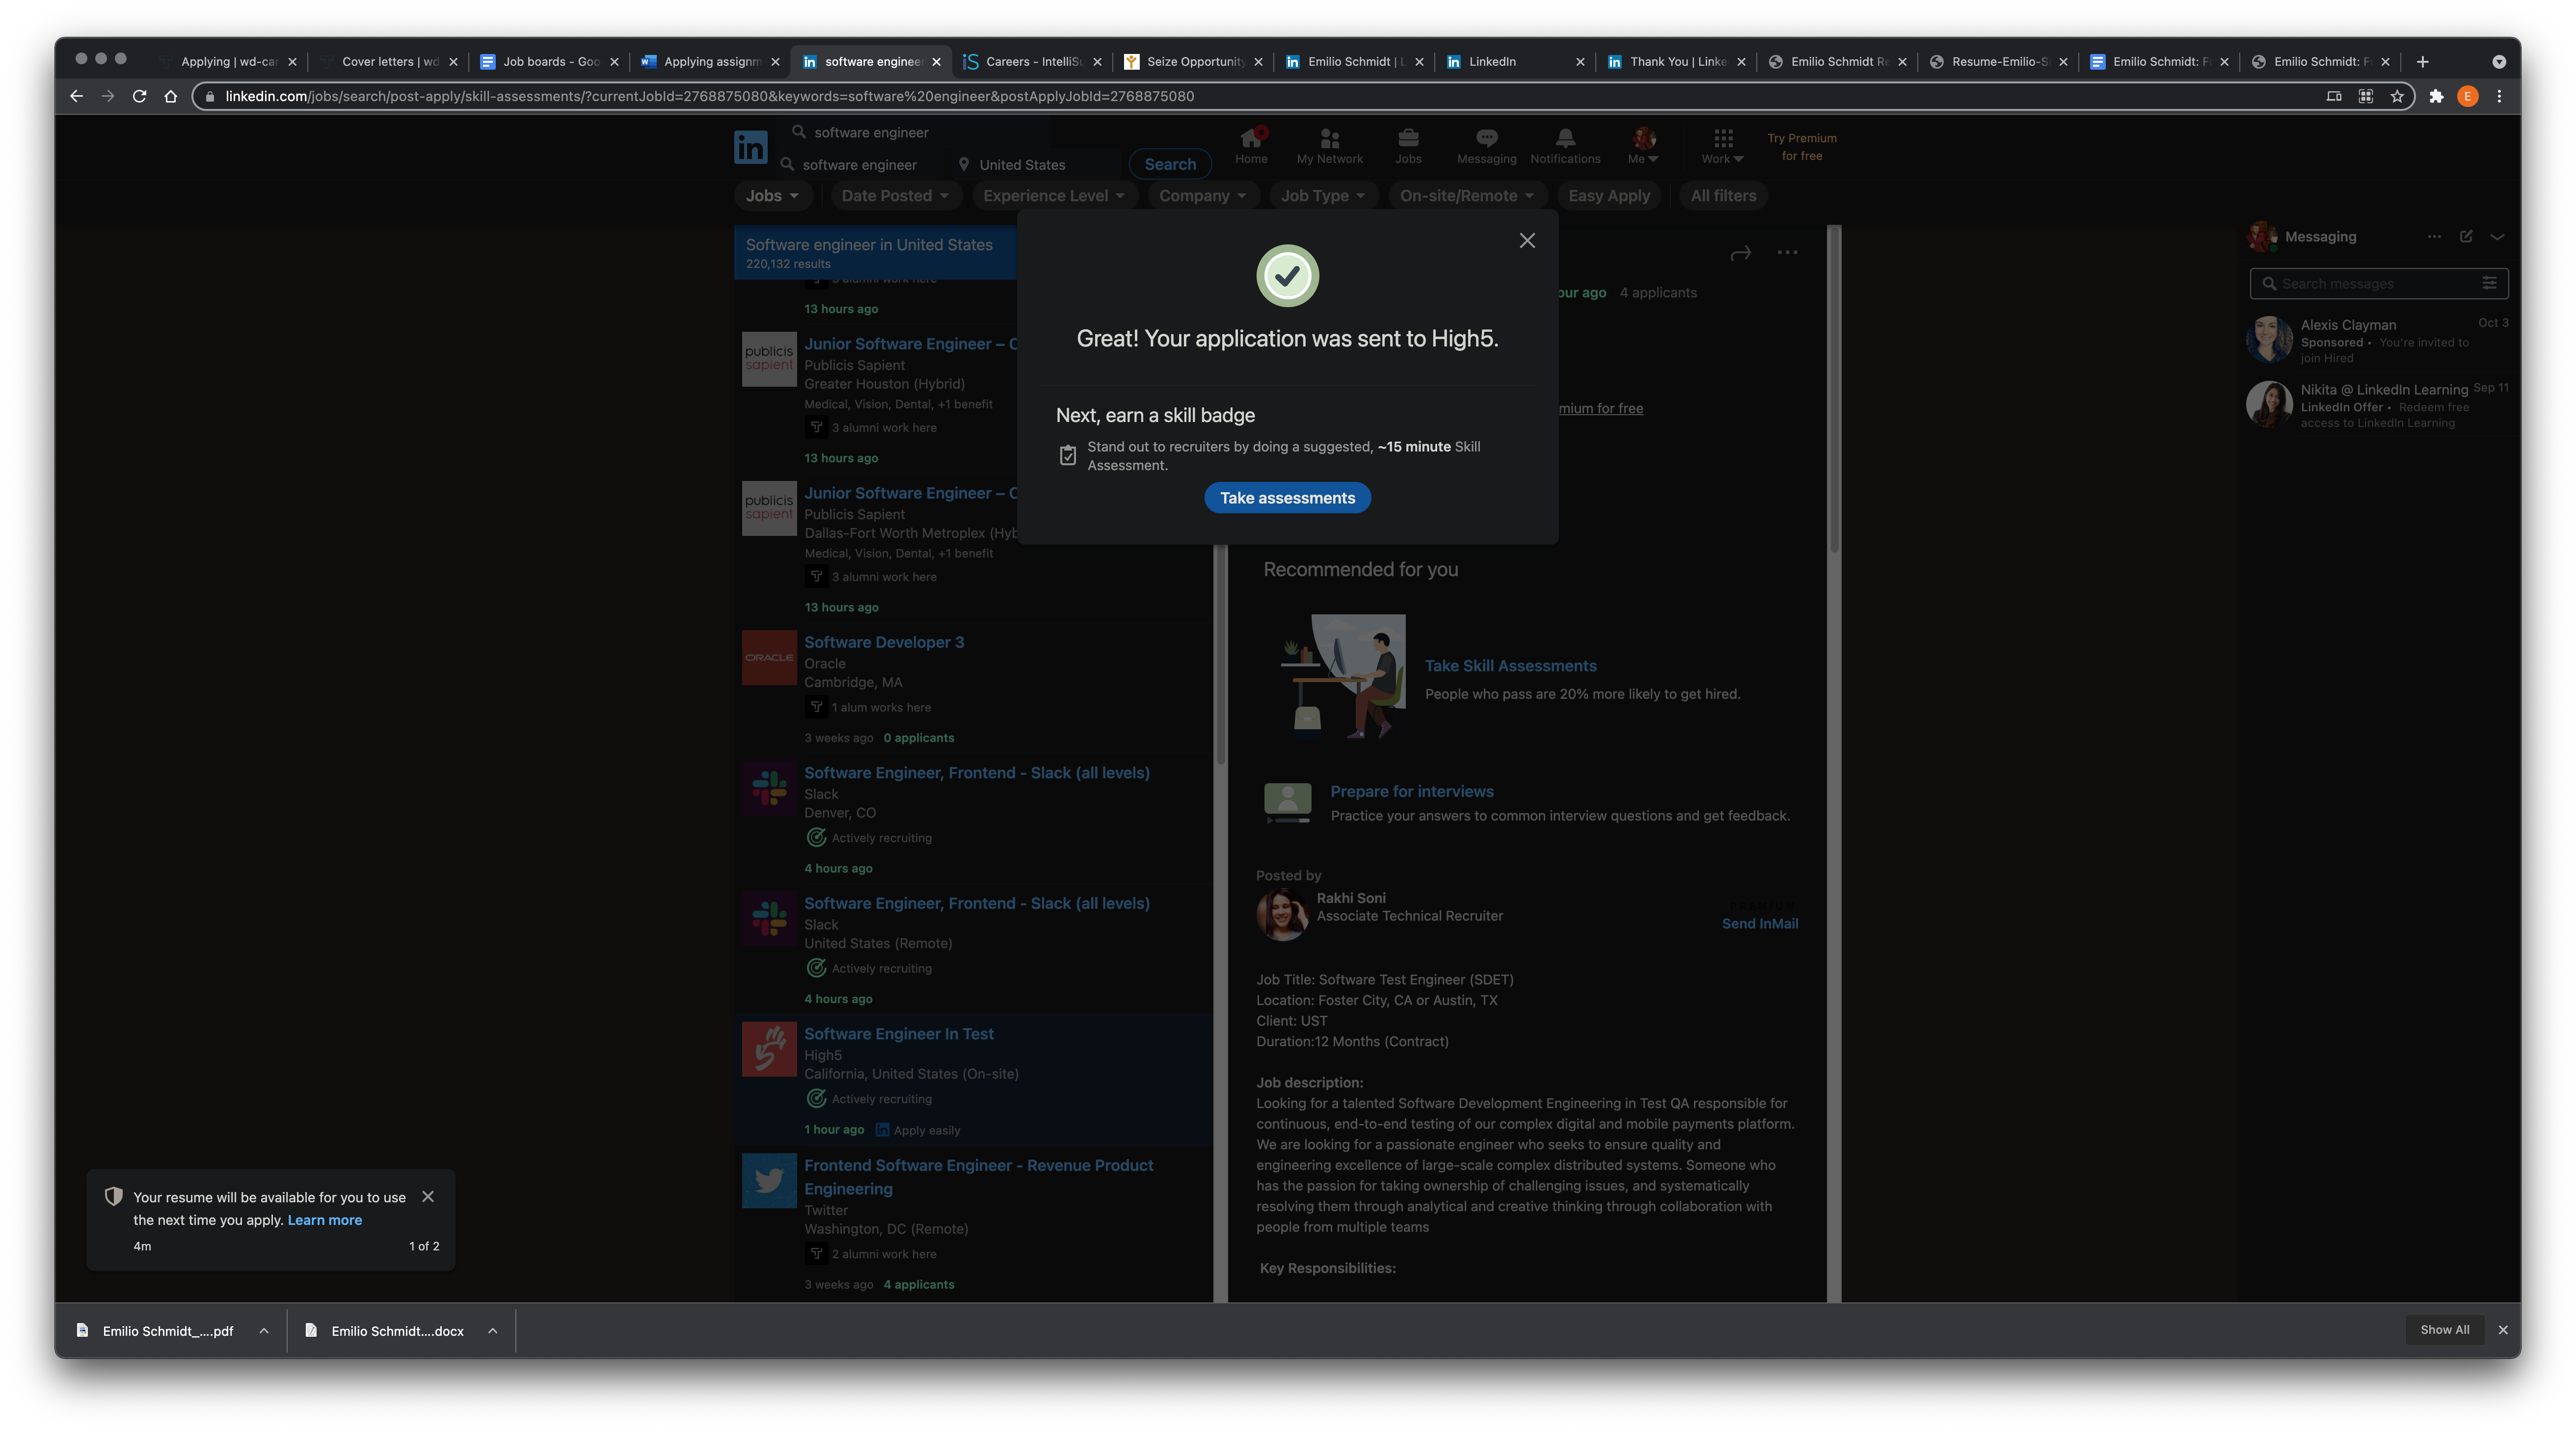 Applying | wd-car
Cover letters | wd
Job boards - Goo
Applying assignm
software engineer
Careers - IntelliSu
Seize Opportunity
Emilio Schmidt | L
LinkedIn
Thank You | Linke
Emilio Schmidt Re
Resume-Emilio-S
Emilio Schmidt: F
Emilio Schmidt: F
linkedin.com/jobs/search/post-apply/skill-assessments/?currentJobId=2768875080&keywords=software%20engineer&postApplyJobId=2768875080
E
in
software engineer
software engineer
United States
Search
Home
My Network
Jobs
Messaging
Notifications
Me
Work
Try Premium
for free
Jobs
Date Posted
Experience Level
Company
Job Type
On-site/Remote
Easy Apply
All filters
Software engineer in United States
220,132 results
3 alumni work here
13 hours ago
publicis
sapient
Junior Software Engineer – C
Publicis Sapient
Greater Houston (Hybrid)
Medical, Vision, Dental, +1 benefit
3 alumni work here
13 hours ago
publicis
sapient
Junior Software Engineer – C
Publicis Sapient
Dallas-Fort Worth Metroplex (Hyb
Medical, Vision, Dental, +1 benefit
3 alumni work here
13 hours ago
ORACLE
Software Developer 3
Oracle
Cambridge, MA
1 alum works here
3 weeks ago 0 applicants
Software Engineer, Frontend - Slack (all levels)
Slack
Denver, CO
Actively recruiting
4 hours ago
Software Engineer, Frontend - Slack (all levels)
Slack
United States (Remote)
Actively recruiting
4 hours ago
Software Engineer In Test
High5
California, United States (On-site)
Actively recruiting
1 hour ago in Apply easily
Frontend Software Engineer - Revenue Product
Engineering
Twitter
Washington, DC (Remote)
2 alumni work here
3 weeks ago 4 applicants
Great! Your application was sent to High5.
Next, earn a skill badge
Stand out to recruiters by doing a suggested, ~15 minute Skill
Assessment.
Take assessments
our ago 4 applicants
mium for free
Recommended for you
Take Skill Assessments
People who pass are 20% more likely to get hired.
Prepare for interviews
Practice your answers to common interview questions and get feedback.
Posted by
Rakhi Soni
Associate Technical Recruiter
PREMIUM
Send InMail
Job Title: Software Test Engineer (SDET)
Location: Foster City, CA or Austin, TX
Client: UST
Duration:12 Months (Contract)
Job description:
Looking for a talented Software Development Engineering in Test QA responsible for
continuous, end-to-end testing of our complex digital and mobile payments platform.
We are looking for a passionate engineer who seeks to ensure quality and
engineering excellence of large-scale complex distributed systems. Someone who
has the passion for taking ownership of challenging issues, and systematically
resolving them through analytical and creative thinking through collaboration with
people from multiple teams
Key Responsibilities:
Messaging
Search messages
Alexis Clayman Oct 3
Sponsored • You're invited to
join Hired
Nikita @ LinkedIn Learning Sep 11
LinkedIn Offer • Redeem free
access to LinkedIn Learning
Your resume will be available for you to use
the next time you apply. Learn more
4m 1 of 2
Emilio Schmidt_....pdf
Emilio Schmidt....docx
Show All